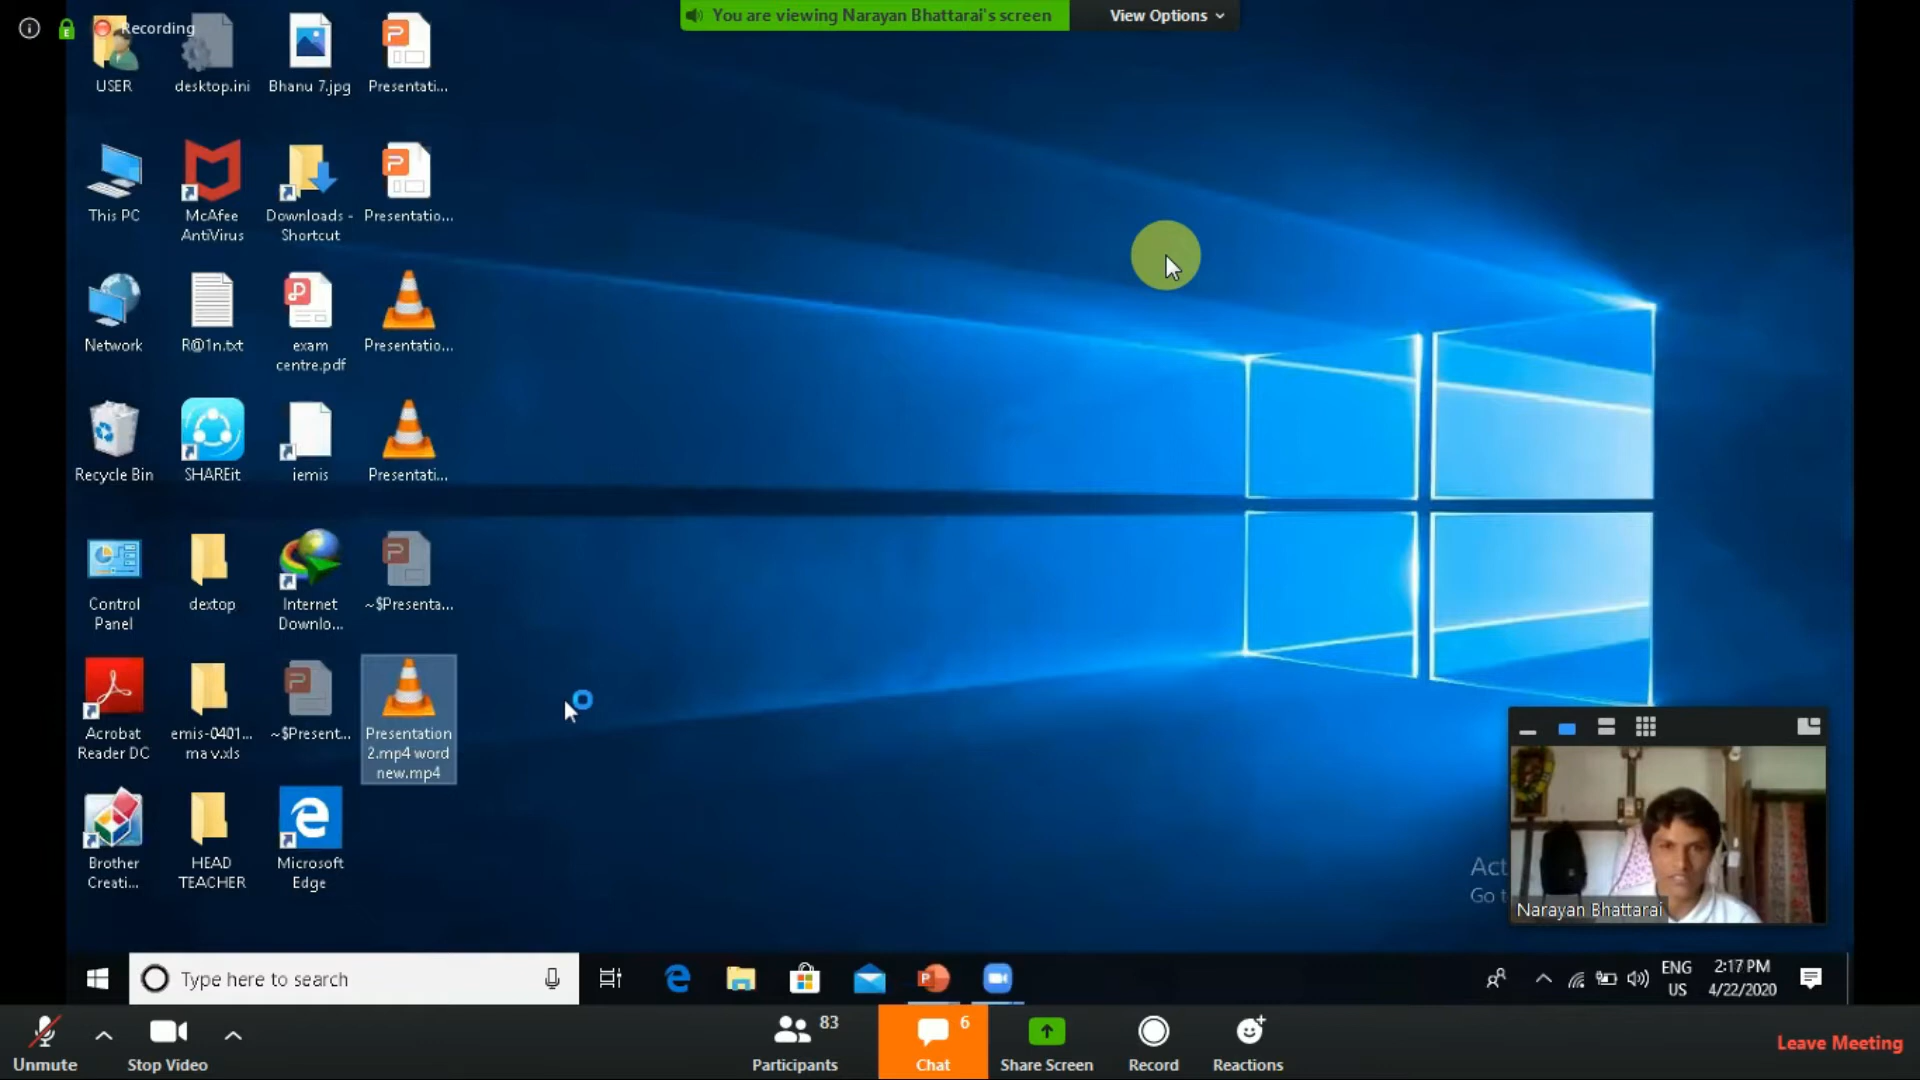 Recording
You are viewing Narayan Bhattarai's screen
View Options
USER
desktop.ini
Bhanu 7.jpg
Presentati...
This PC
McAfee
AntiVirus
Downloads -
Shortcut
Presentatio...
Network
R@1n.txt
exam
centre.pdf
Presentatio...
Recycle Bin
SHAREit
iemis
Presentati...
Control
Panel
dextop
Internet
Downlo...
~$Presenta...
Acrobat
Reader DC
emis-0401...
ma v.xls
~$Present...
Presentation
2.mp4 word
new.mp4
Brother
Creati...
HEAD
TEACHER
Microsoft
Edge
Act
Go t
Narayan Bhattarai
Type here to search
ENG
US
2:17 PM
4/22/2020
Unmute
Stop Video
Participants
83
Chat
6
Share Screen
Record
Reactions
Leave Meeting